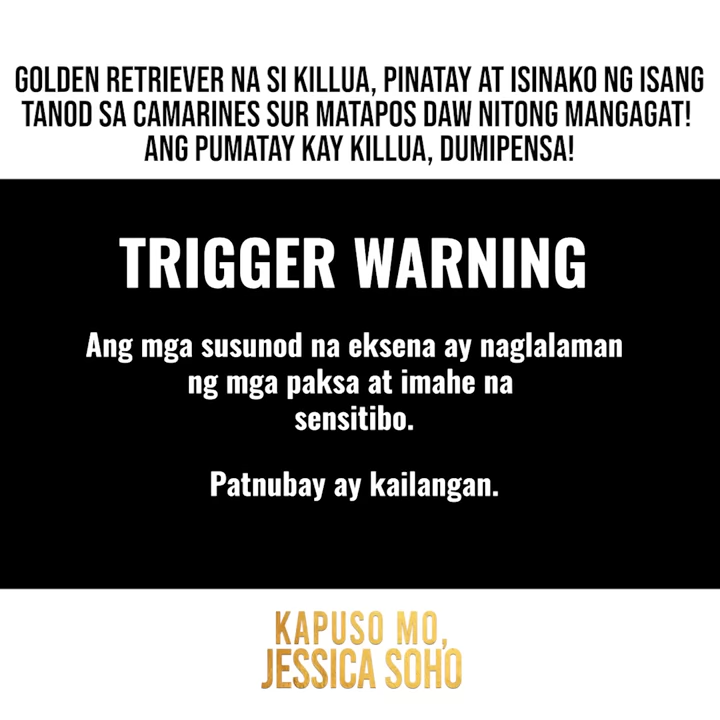 GOLDEN RETRIEVER NA SI KILLUA, PINATAY AT ISINAKO NG ISANG
TANOD SA CAMARINES SUR MATAPOS DAW NITONG MANGAGAT!
ANG PUMATAY KAY KILLUA, DUMIPENSA!
TRIGGER WARNING
Ang mga susunod na eksena ay naglalaman
ng mga paksa at imahe na
sensitibo.
Patnubay ay kailangan.
KAPUSO MO,
JESSICA SOHO